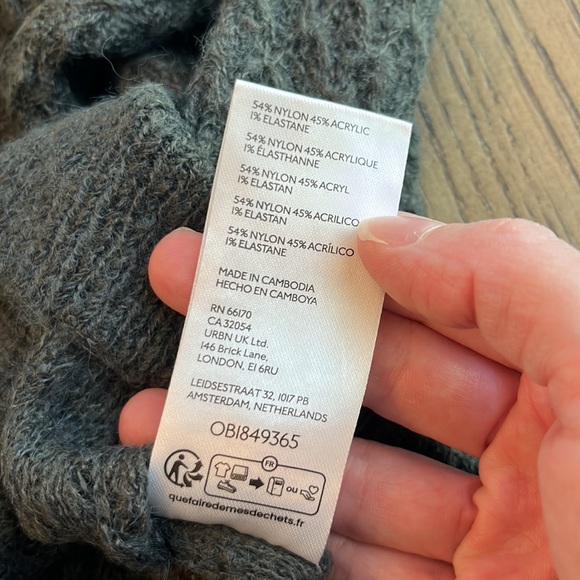 54% NYLON 45% ACRYLIC
1% ELASTANE
54% NYLON 45% ACRYLIQUE
1% ÉLASTHANNE
54% NYLON 45% ACRYL
1% ELASTAN
54% NYLON 45% ACRILICO
1% ELASTAN
54% NYLON 45% ACRÍLICO
1% ELASTANE
MADE IN CAMBODIA
HECHO EN CAMBOYA
RN 66170
CA 32054
URBN UK Ltd.
146 Brick Lane,
LONDON, E1 6RU
LEIDSESTRAAT 32, 1017 PB
AMSTERDAM, NETHERLANDS
OB1849365
FR
ou
quefairedemesdechets.fr